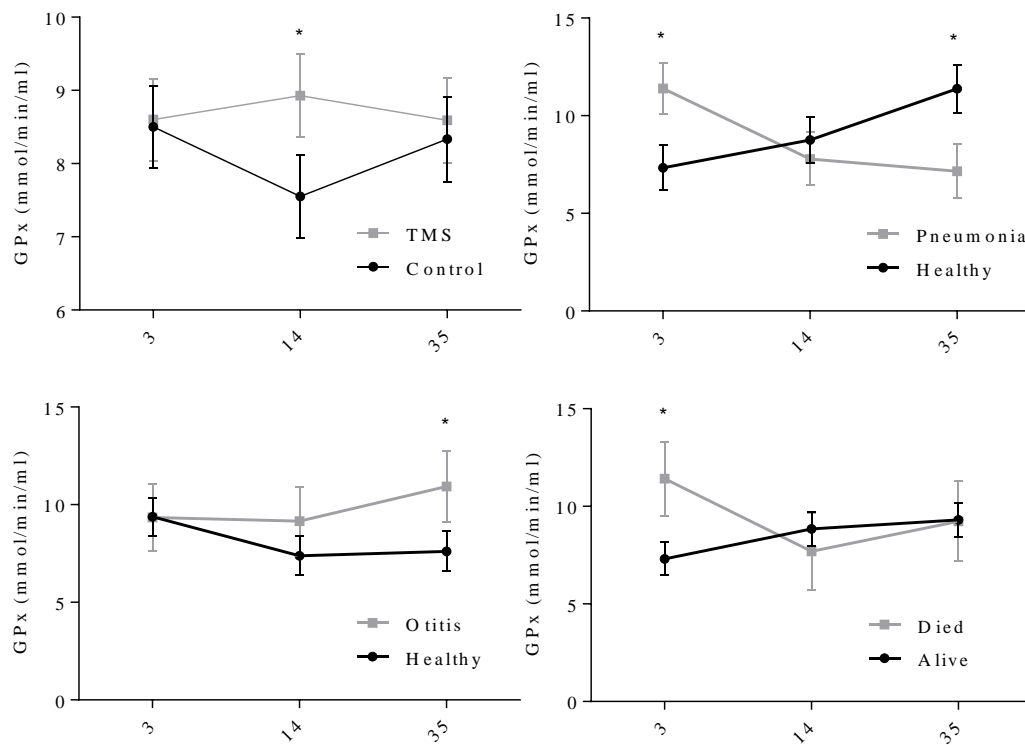 GPx (mmol/min/ml)
10
9
8
7
6
*
TMS
Control
3
14
35
GPx (mmol/min/ml)
15
10
5
0
*
*
Pneumonia
Healthy
3
14
35
GPx (mmol/min/ml)
15
10
5
0
*
Otitis
Healthy
3
14
35
GPx (mmol/min/ml)
15
10
5
0
*
Died
Alive
3
14
35